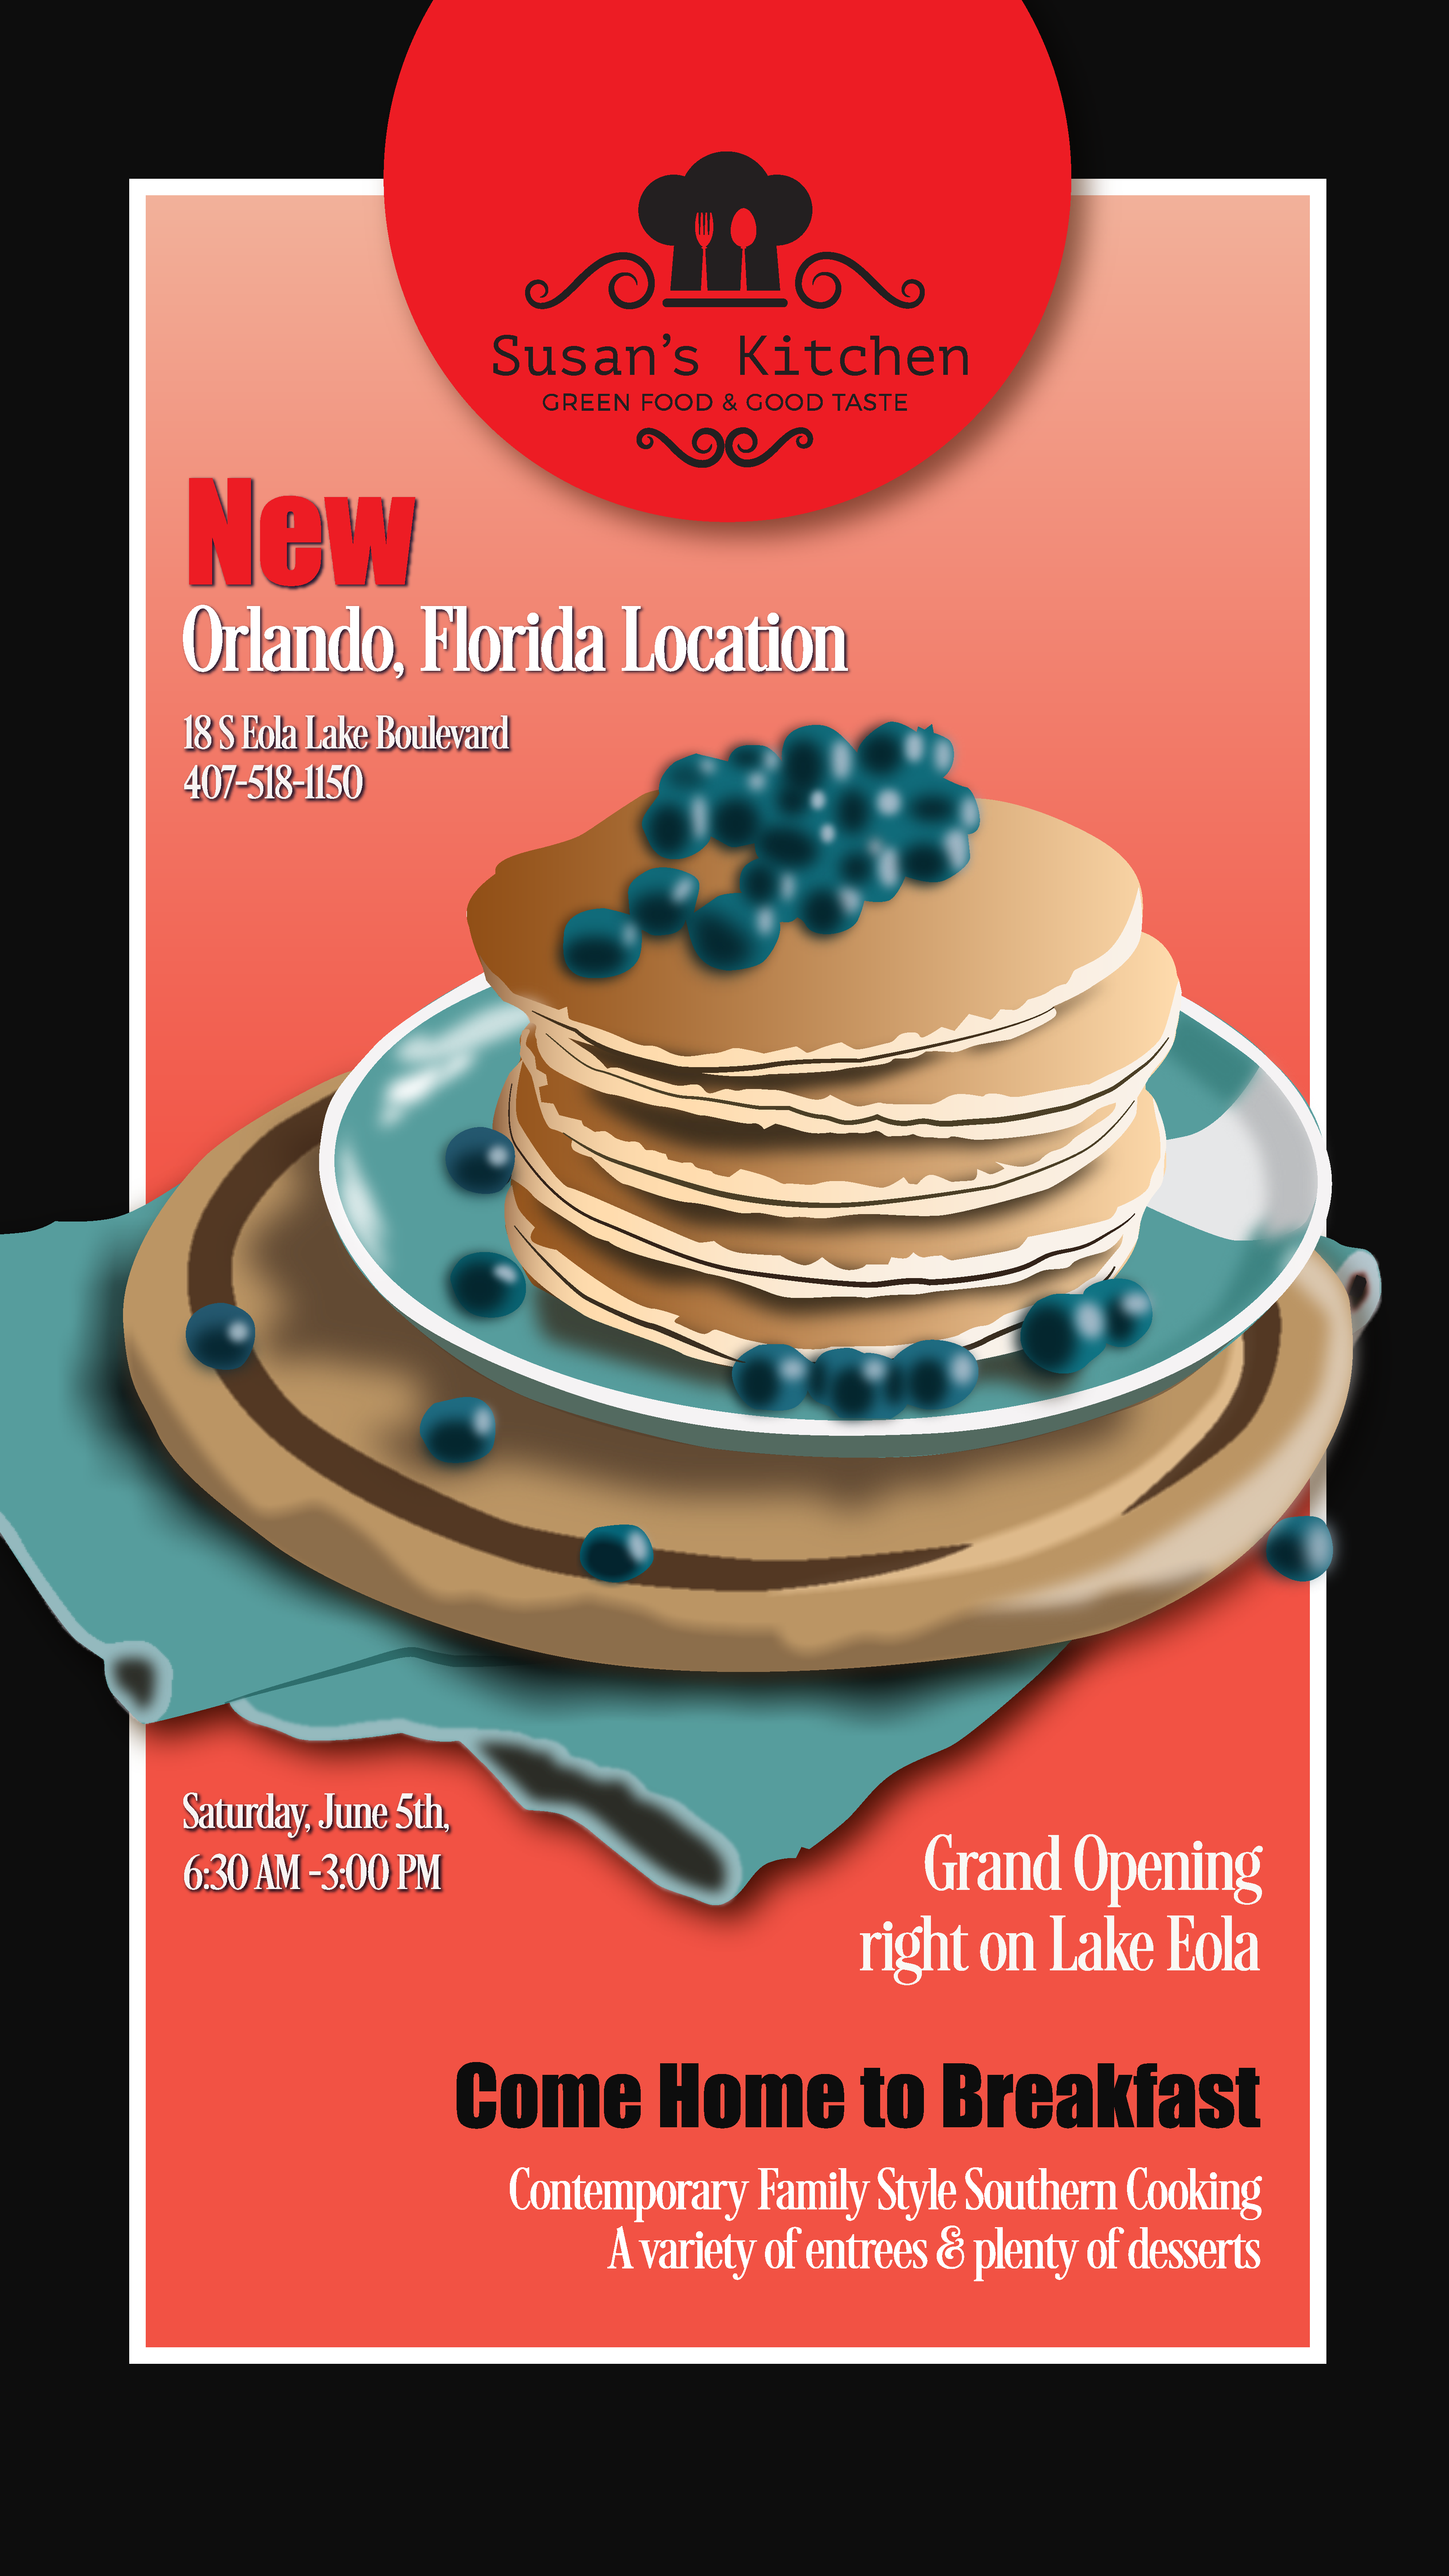 Susan's Kitchen
GREEN FOOD & GOOD TASTE
New
Orlando, Florida Location
18 S Eola Lake Boulevard
407-518-1150
Saturday, June 5th,
6:30 AM -3:00 PM
Grand Opening
right on Lake Eola
Come Home to Breakfast
Contemporary Family Style Southern Cooking
A variety of entrees & plenty of desserts